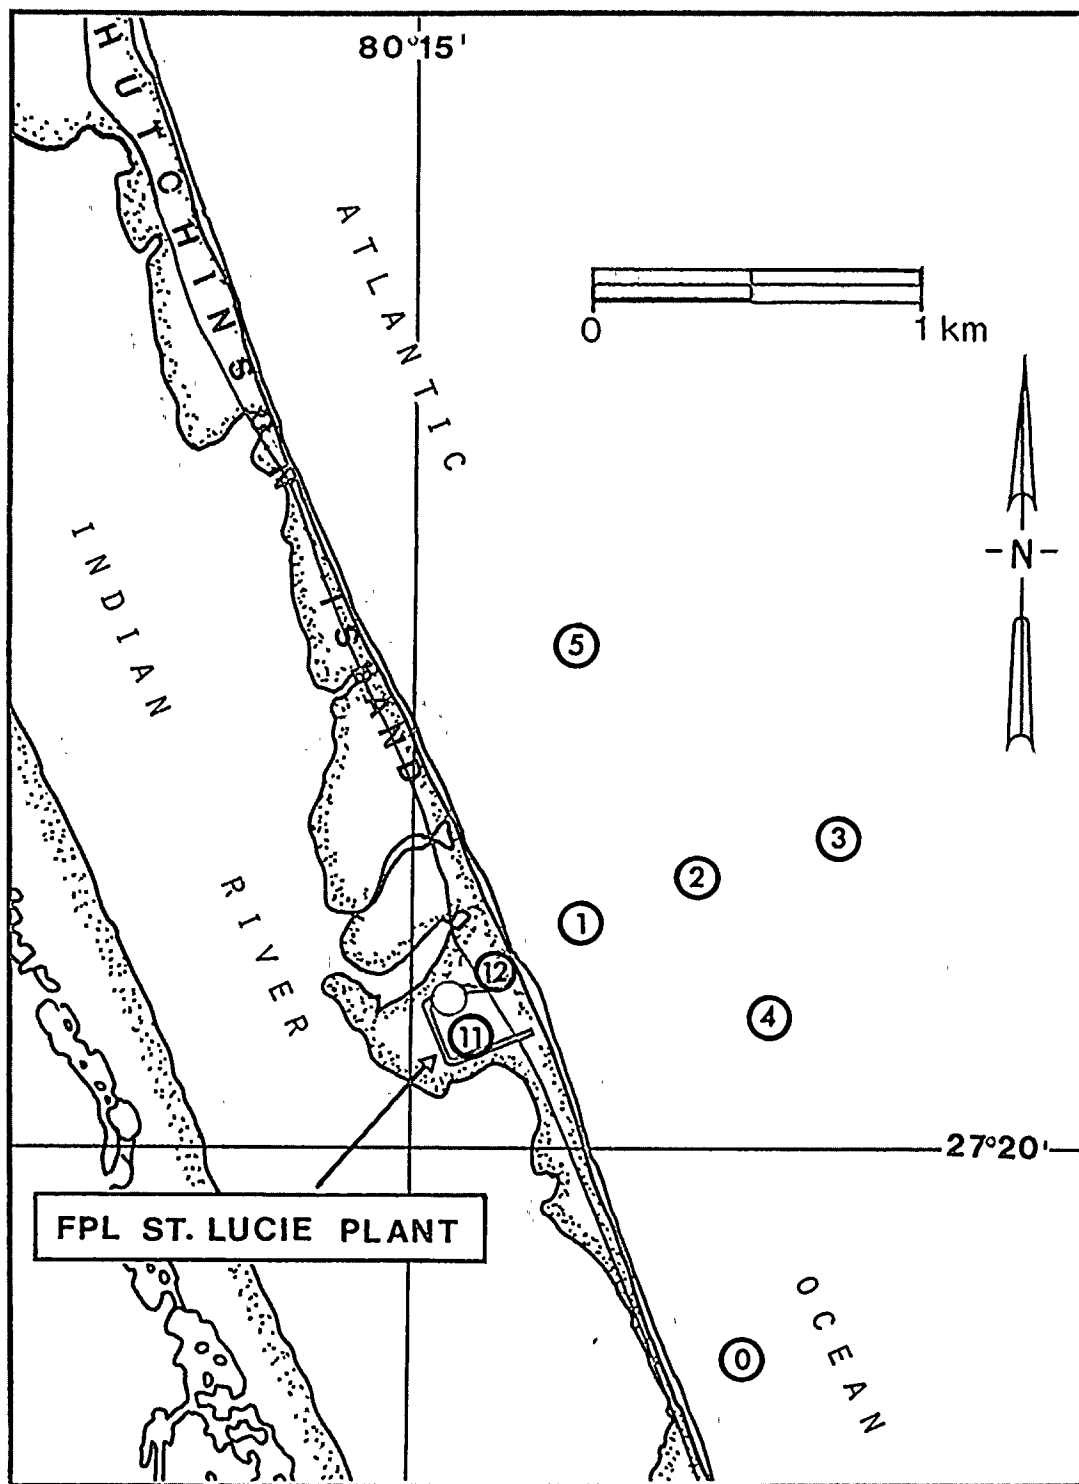 80°15'
HUTCHINS
ISLAND
ATLANTIC
0 1 km
-N-
INDIAN
RIVER
5
3
2
1
12
4
11
27°20'
FPL ST. LUCIE PLANT
OCEAN
0